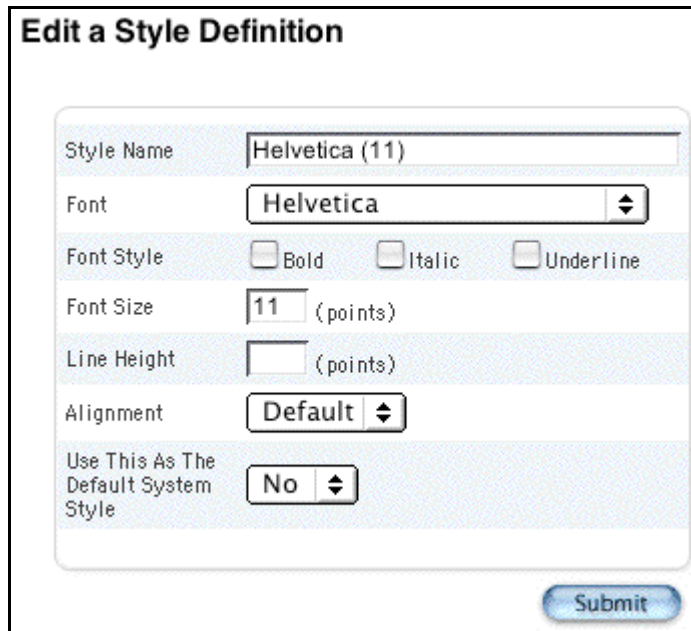 Edit a Style Definition
Style Name Helvetica (11)
Font Helvetica
Font Style Bold Italic Underline
Font Size 11 (points)
Line Height (points)
Alignment Default
Use This As The
Default System
Style
No
Submit